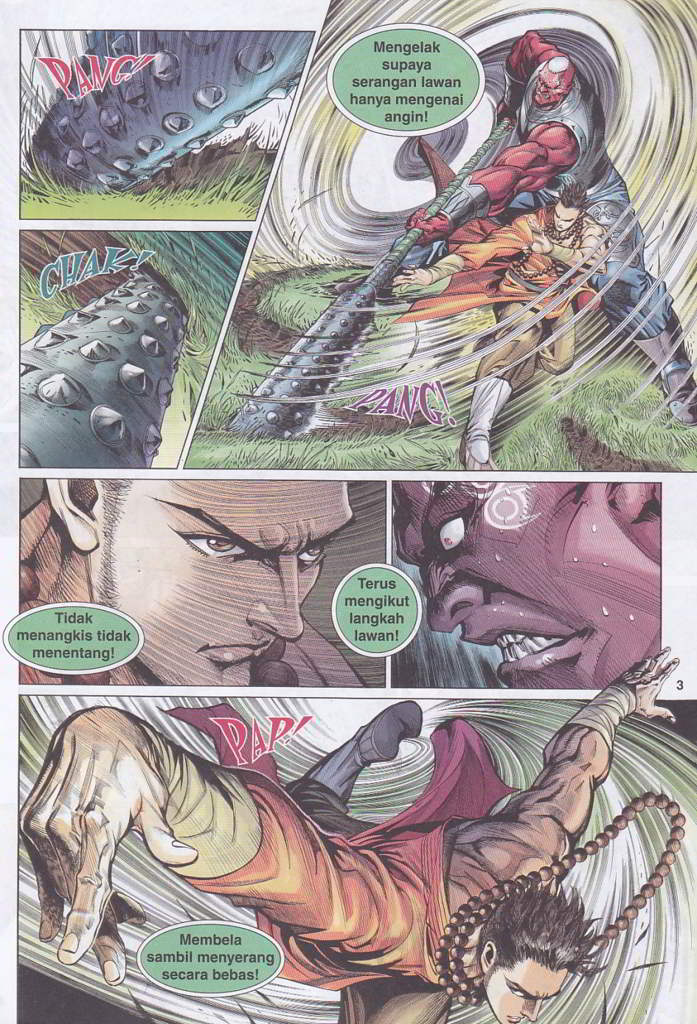 PANG!
CHAK!
Mengelak
supaya
serangan lawan
hanya mengenai
angin!
PANG!
Tidak
menangkis tidak
menentang!
Terus
mengikut
langkah
lawan!
3
PAP!
Membela
sambil menyerang
secara bebas!